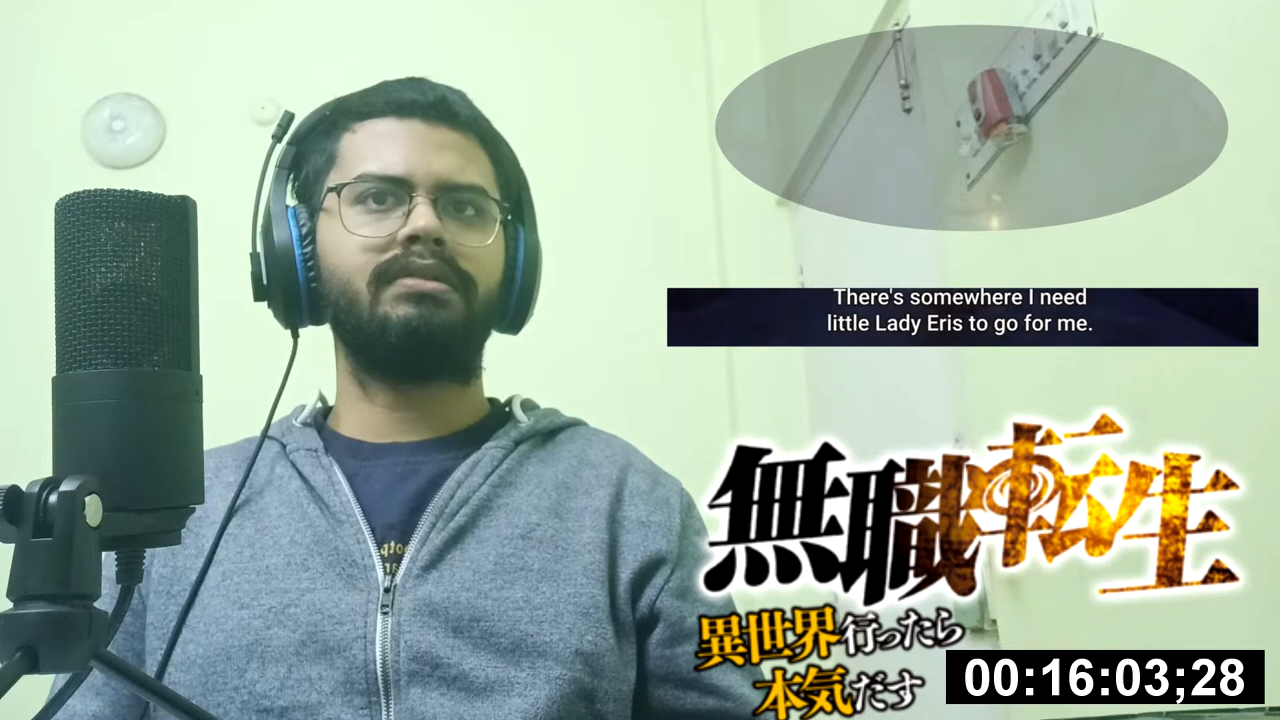 There's somewhere I need
little Lady Eris to go for me.
無職転生
異世界行ったら
本気だす
00:16:03;28